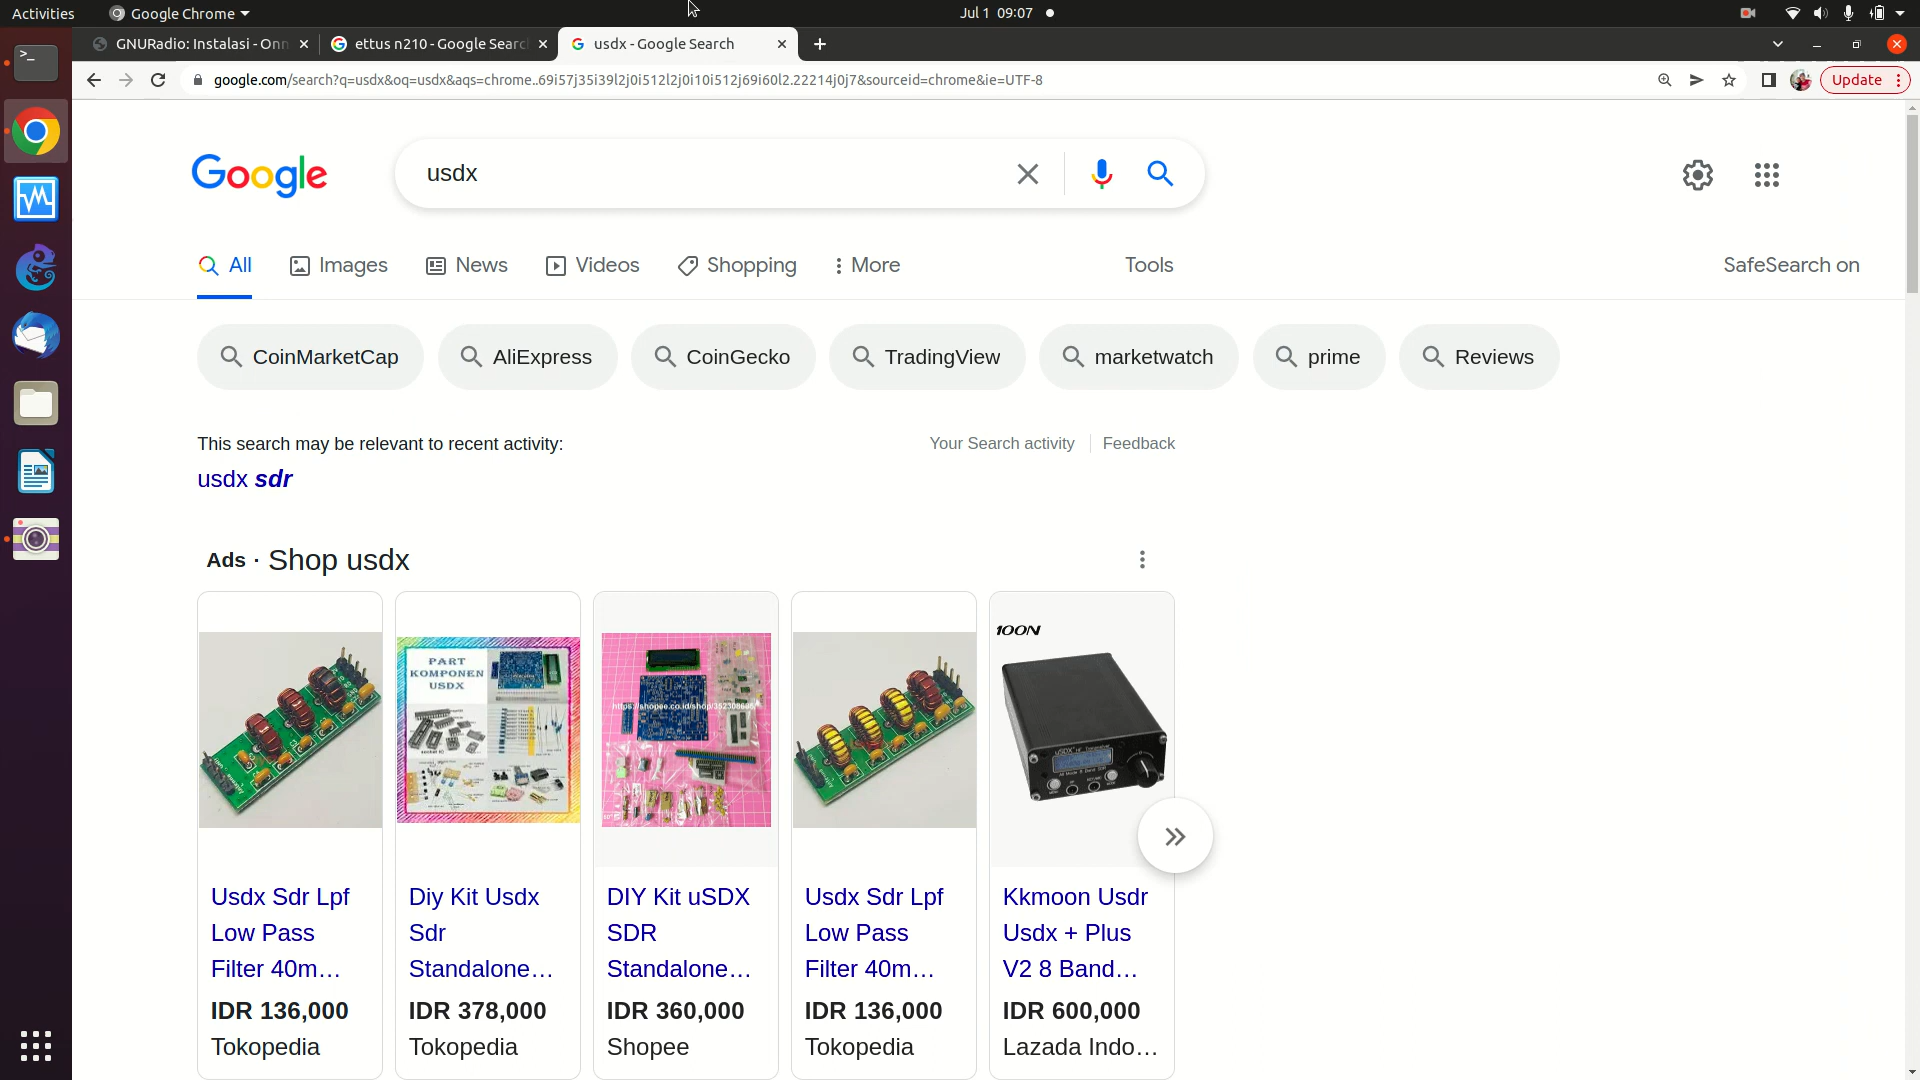 Activities
Google Chrome
Jul 1 09:07
GNURadio: Instalasi - Onn
ettus n210 - Google Searc
usdx - Google Search
google.com/search?q=usdx&oq=usdx&aqs=chrome..69i57j35i39l2j0i512l2j0i10i512j69i60l2.22214j0j7&sourceid=chrome&ie=UTF-8
Update
Google
usdx
All
Images
News
Videos
Shopping
More
Tools
SafeSearch on
CoinMarketCap
AliExpress
CoinGecko
TradingView
marketwatch
prime
Reviews
This search may be relevant to recent activity:
Your Search activity
Feedback
usdx sdr
Ads · Shop usdx
PART
KOMPONEN
USDX
100N
Usdx Sdr Lpf
Low Pass
Filter 40m...
IDR 136,000
Tokopedia
Diy Kit Usdx
Sdr
Standalone...
IDR 378,000
Tokopedia
DIY Kit uSDX
SDR
Standalone...
IDR 360,000
Shopee
Usdx Sdr Lpf
Low Pass
Filter 40m...
IDR 136,000
Tokopedia
Kkmoon Usdr
Usdx + Plus
V2 8 Band...
IDR 600,000
Lazada Indo...